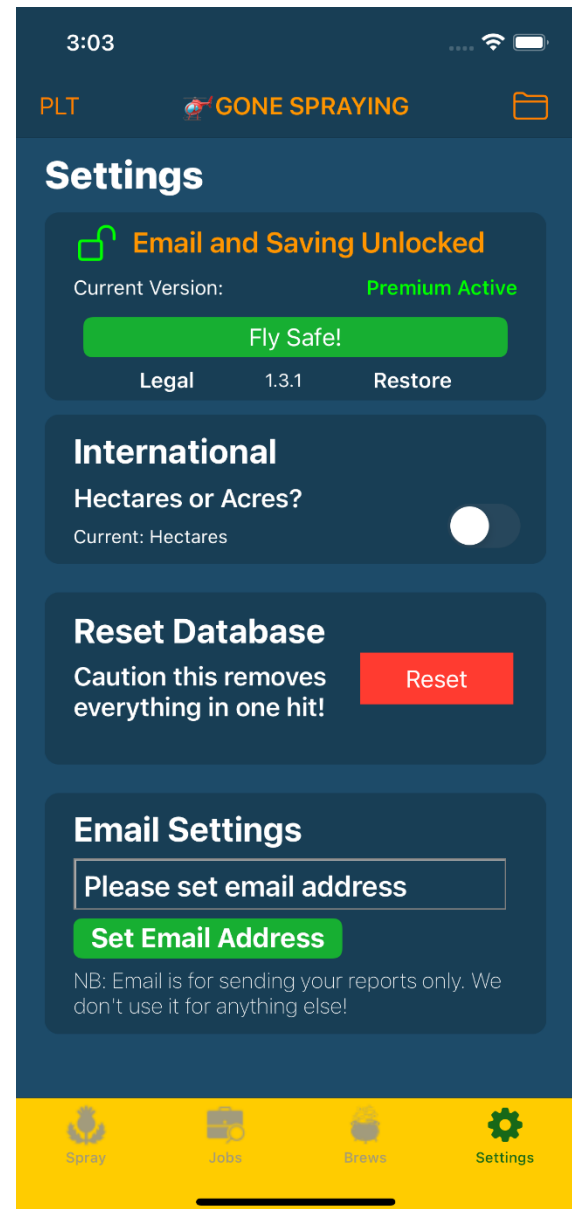 3:03
PLT
GONE SPRAYING
Settings
Email and Saving Unlocked
Current Version:
Premium Active
Fly Safe!
Legal
1.3.1
Restore
International
Hectares or Acres?
Current: Hectares
Reset Database
Caution this removes
everything in one hit!
Reset
Email Settings
Please set email address
Set Email Address
NB: Email is for sending your reports only. We
don't use it for anything else!
Spray
Jobs
Brews
Settings